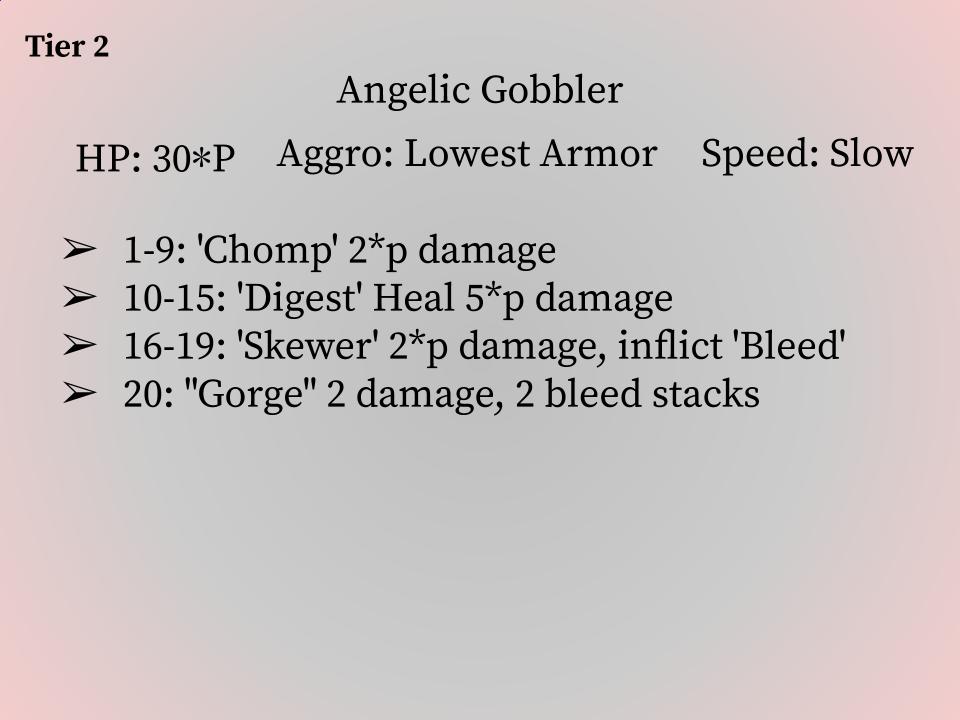 Tier 2
Angelic Gobbler
HP: 30*P
Aggro: Lowest Armor
Speed: Slow
➢ 1-9: 'Chomp' 2*p damage
➢ 10-15: 'Digest' Heal 5*p damage
➢ 16-19: 'Skewer' 2*p damage, inflict 'Bleed'
➢ 20: "Gorge" 2 damage, 2 bleed stacks